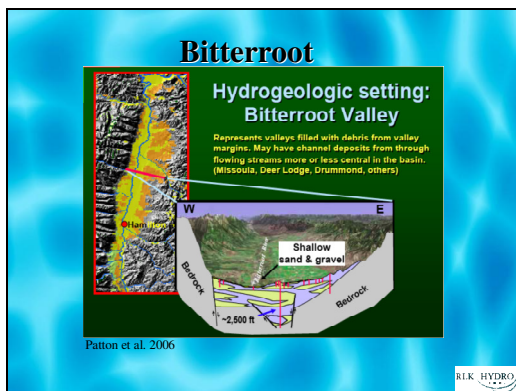 Bitterroot
Hydrogeologic setting:
Bitterroot Valley
Represents valleys filled with debris from valley
margins. May have channel deposits from through
flowing streams more or less central in the basin.
(Missoula, Deer Lodge, Drummond, others)
W
E
Shallow
sand & gravel
Bedrock
Bedrock
~2,500 ft
Patton et al. 2006
RLK HYDRO